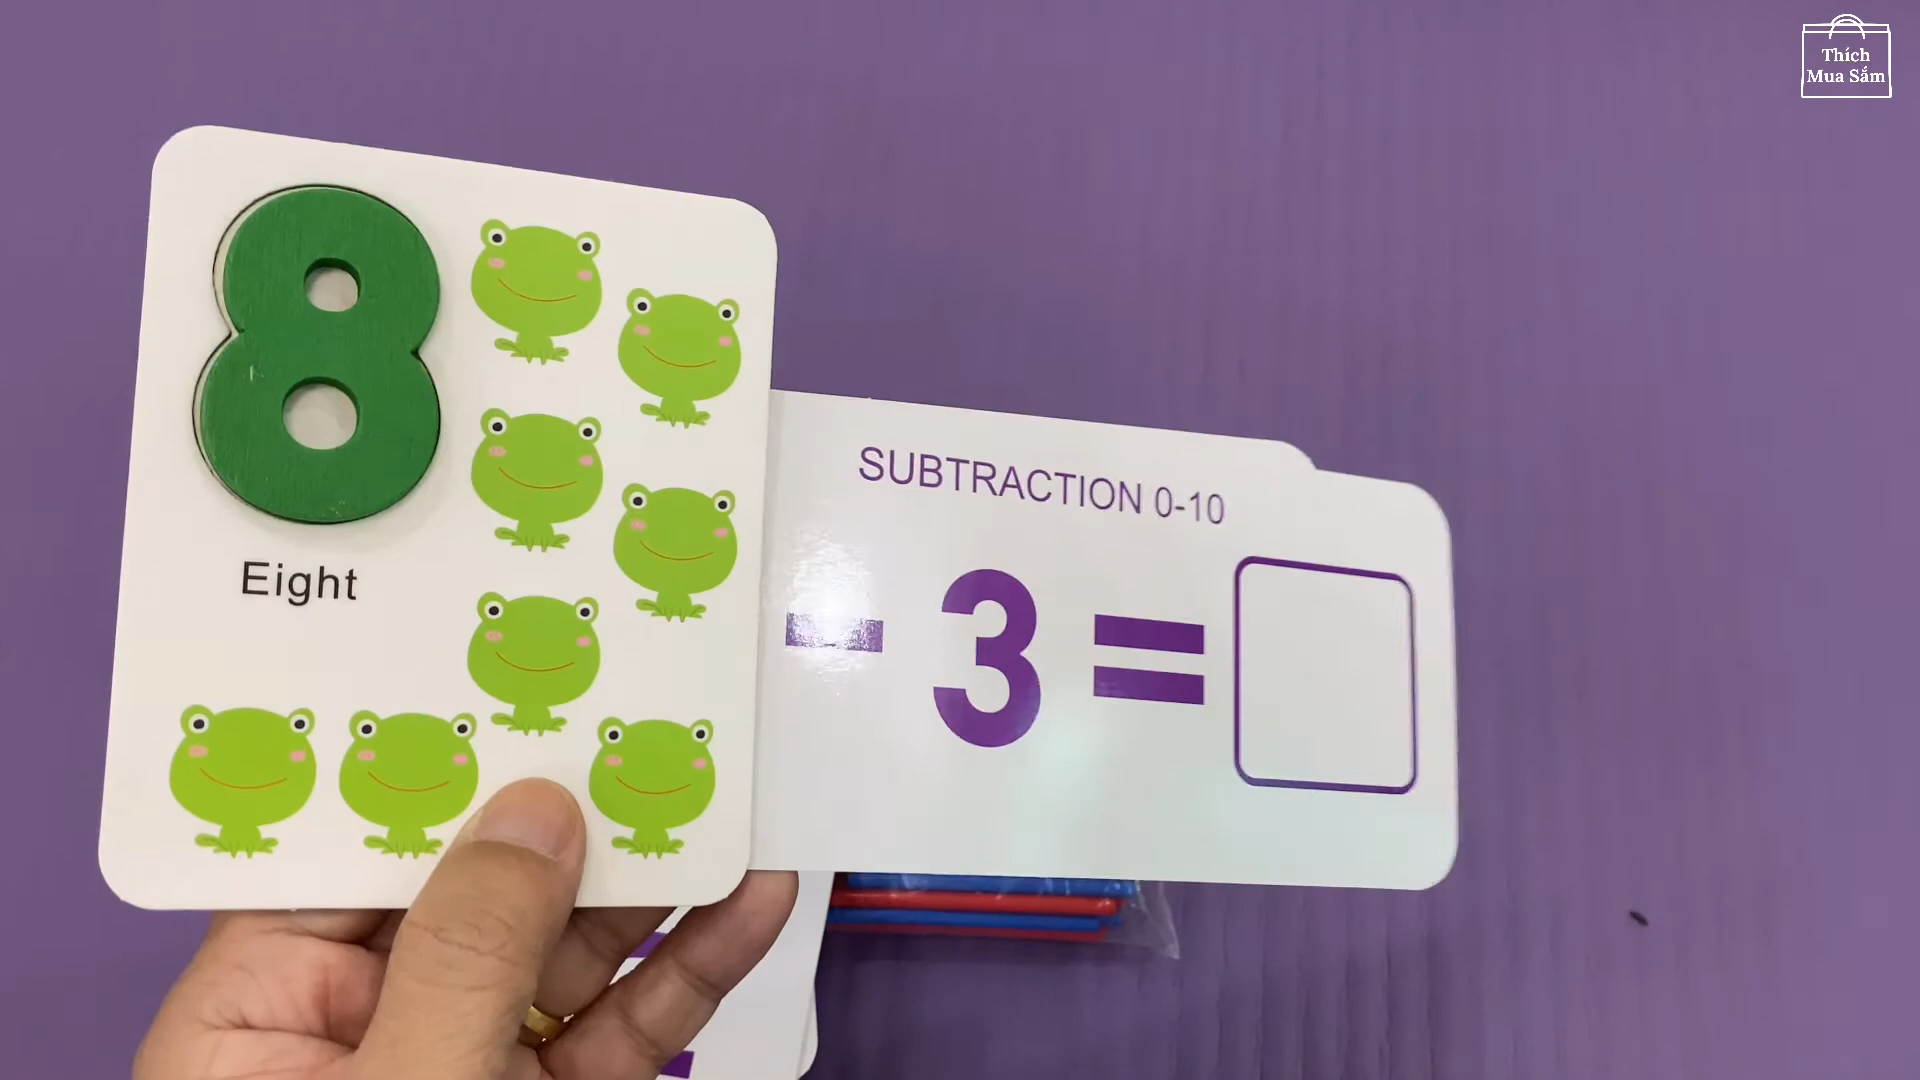 Thích
Mua Sắm
8
Eight
SUBTRACTION 0-10
- 3 =